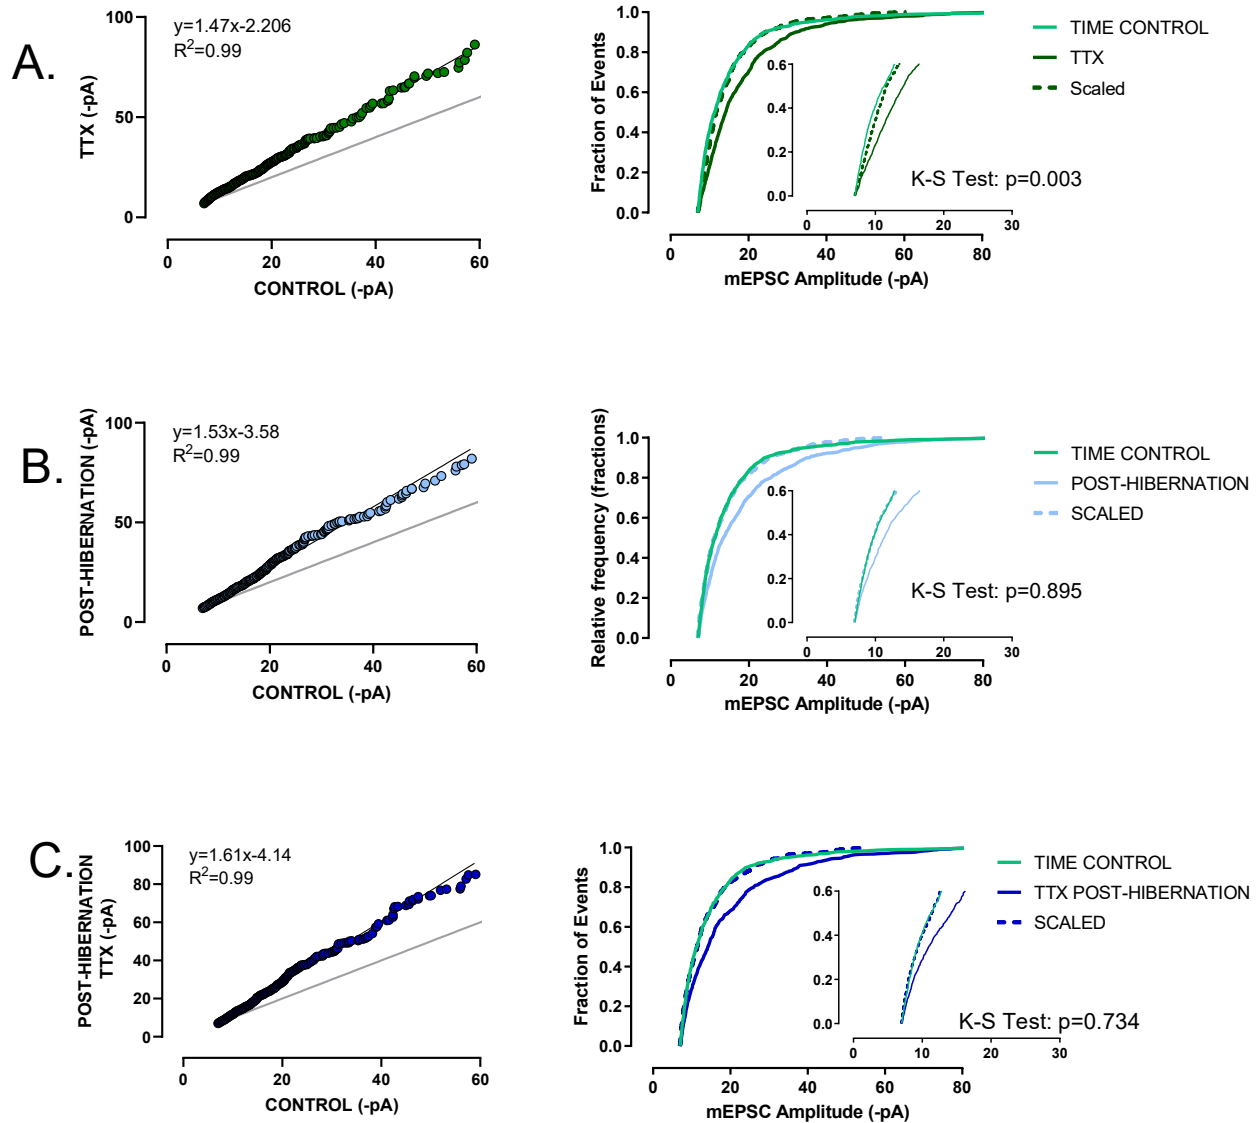 A.
y=1.47x-2.206
R²=0.99
100
50
0
TTX (-pA)
0 20 40 60
CONTROL (-pA)
1.0
0.8
0.6
0.4
0.2
0.0
Fraction of Events
0 20 40 60 80
mEPSC Amplitude (-pA)
0.6
0.4
0.2
0.0
0 10 20 30
K-S Test: p=0.003
TIME CONTROL
TTX
Scaled
B.
y=1.53x-3.58
R²=0.99
100
50
0
POST-HIBERNATION (-pA)
0 20 40 60
CONTROL (-pA)
1.0
0.8
0.6
0.4
0.2
0.0
Relative frequency (fractions)
0 20 40 60 80
mEPSC Amplitude (-pA)
0.6
0.4
0.2
0.0
0 10 20 30
K-S Test: p=0.895
TIME CONTROL
POST-HIBERNATION
SCALED
C.
y=1.61x-4.14
R²=0.99
100
80
60
40
20
0
POST-HIBERNATION
TTX (-pA)
0 20 40 60
CONTROL (-pA)
1.0
0.8
0.6
0.4
0.2
0.0
Fraction of Events
0 20 40 60 80
mEPSC Amplitude (-pA)
0.6
0.4
0.2
0.0
0 10 20 30
K-S Test: p=0.734
TIME CONTROL
TTX POST-HIBERNATION
SCALED